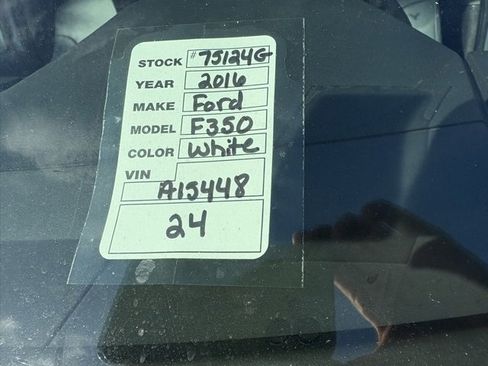 STOCK #75124G
YEAR 2016
MAKE Ford
MODEL F350
COLOR White
VIN
A15448
24